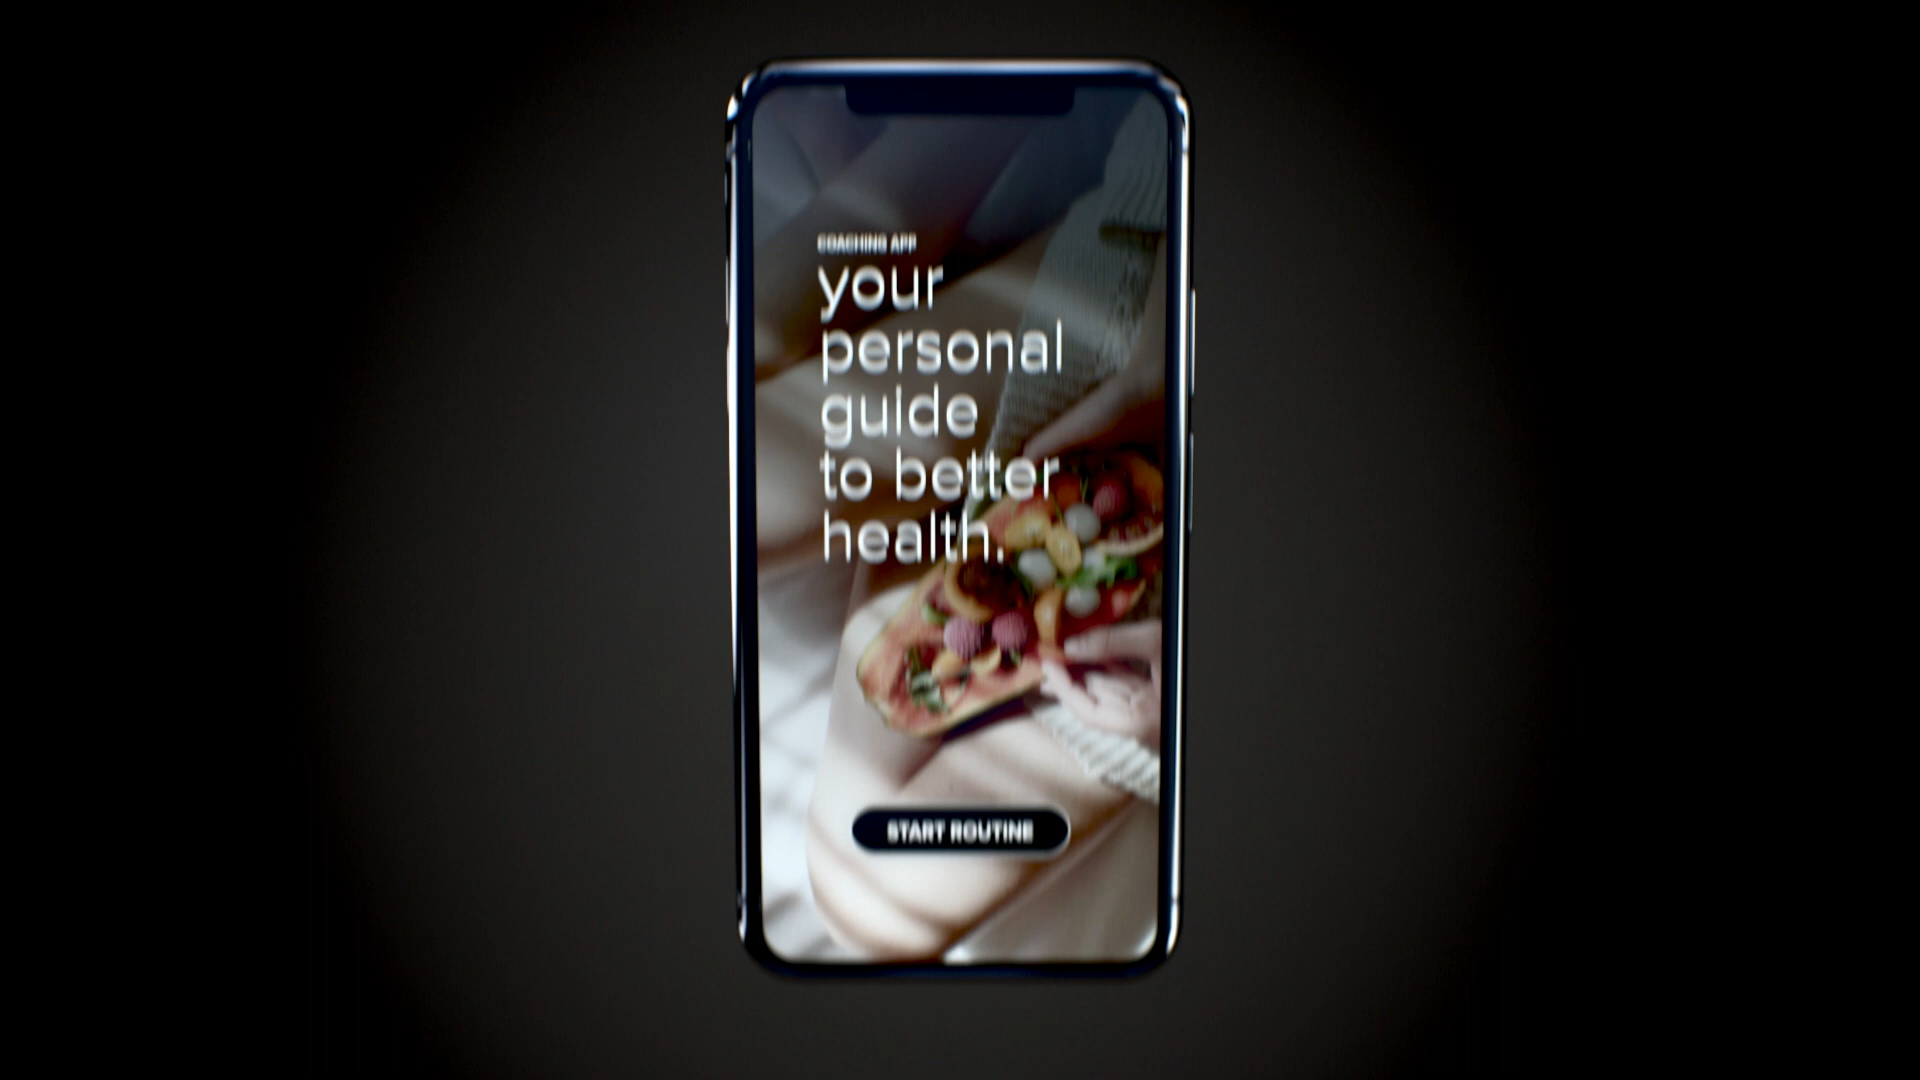 COACHING APP
your
personal
guide
to better
health.
START ROUTINE